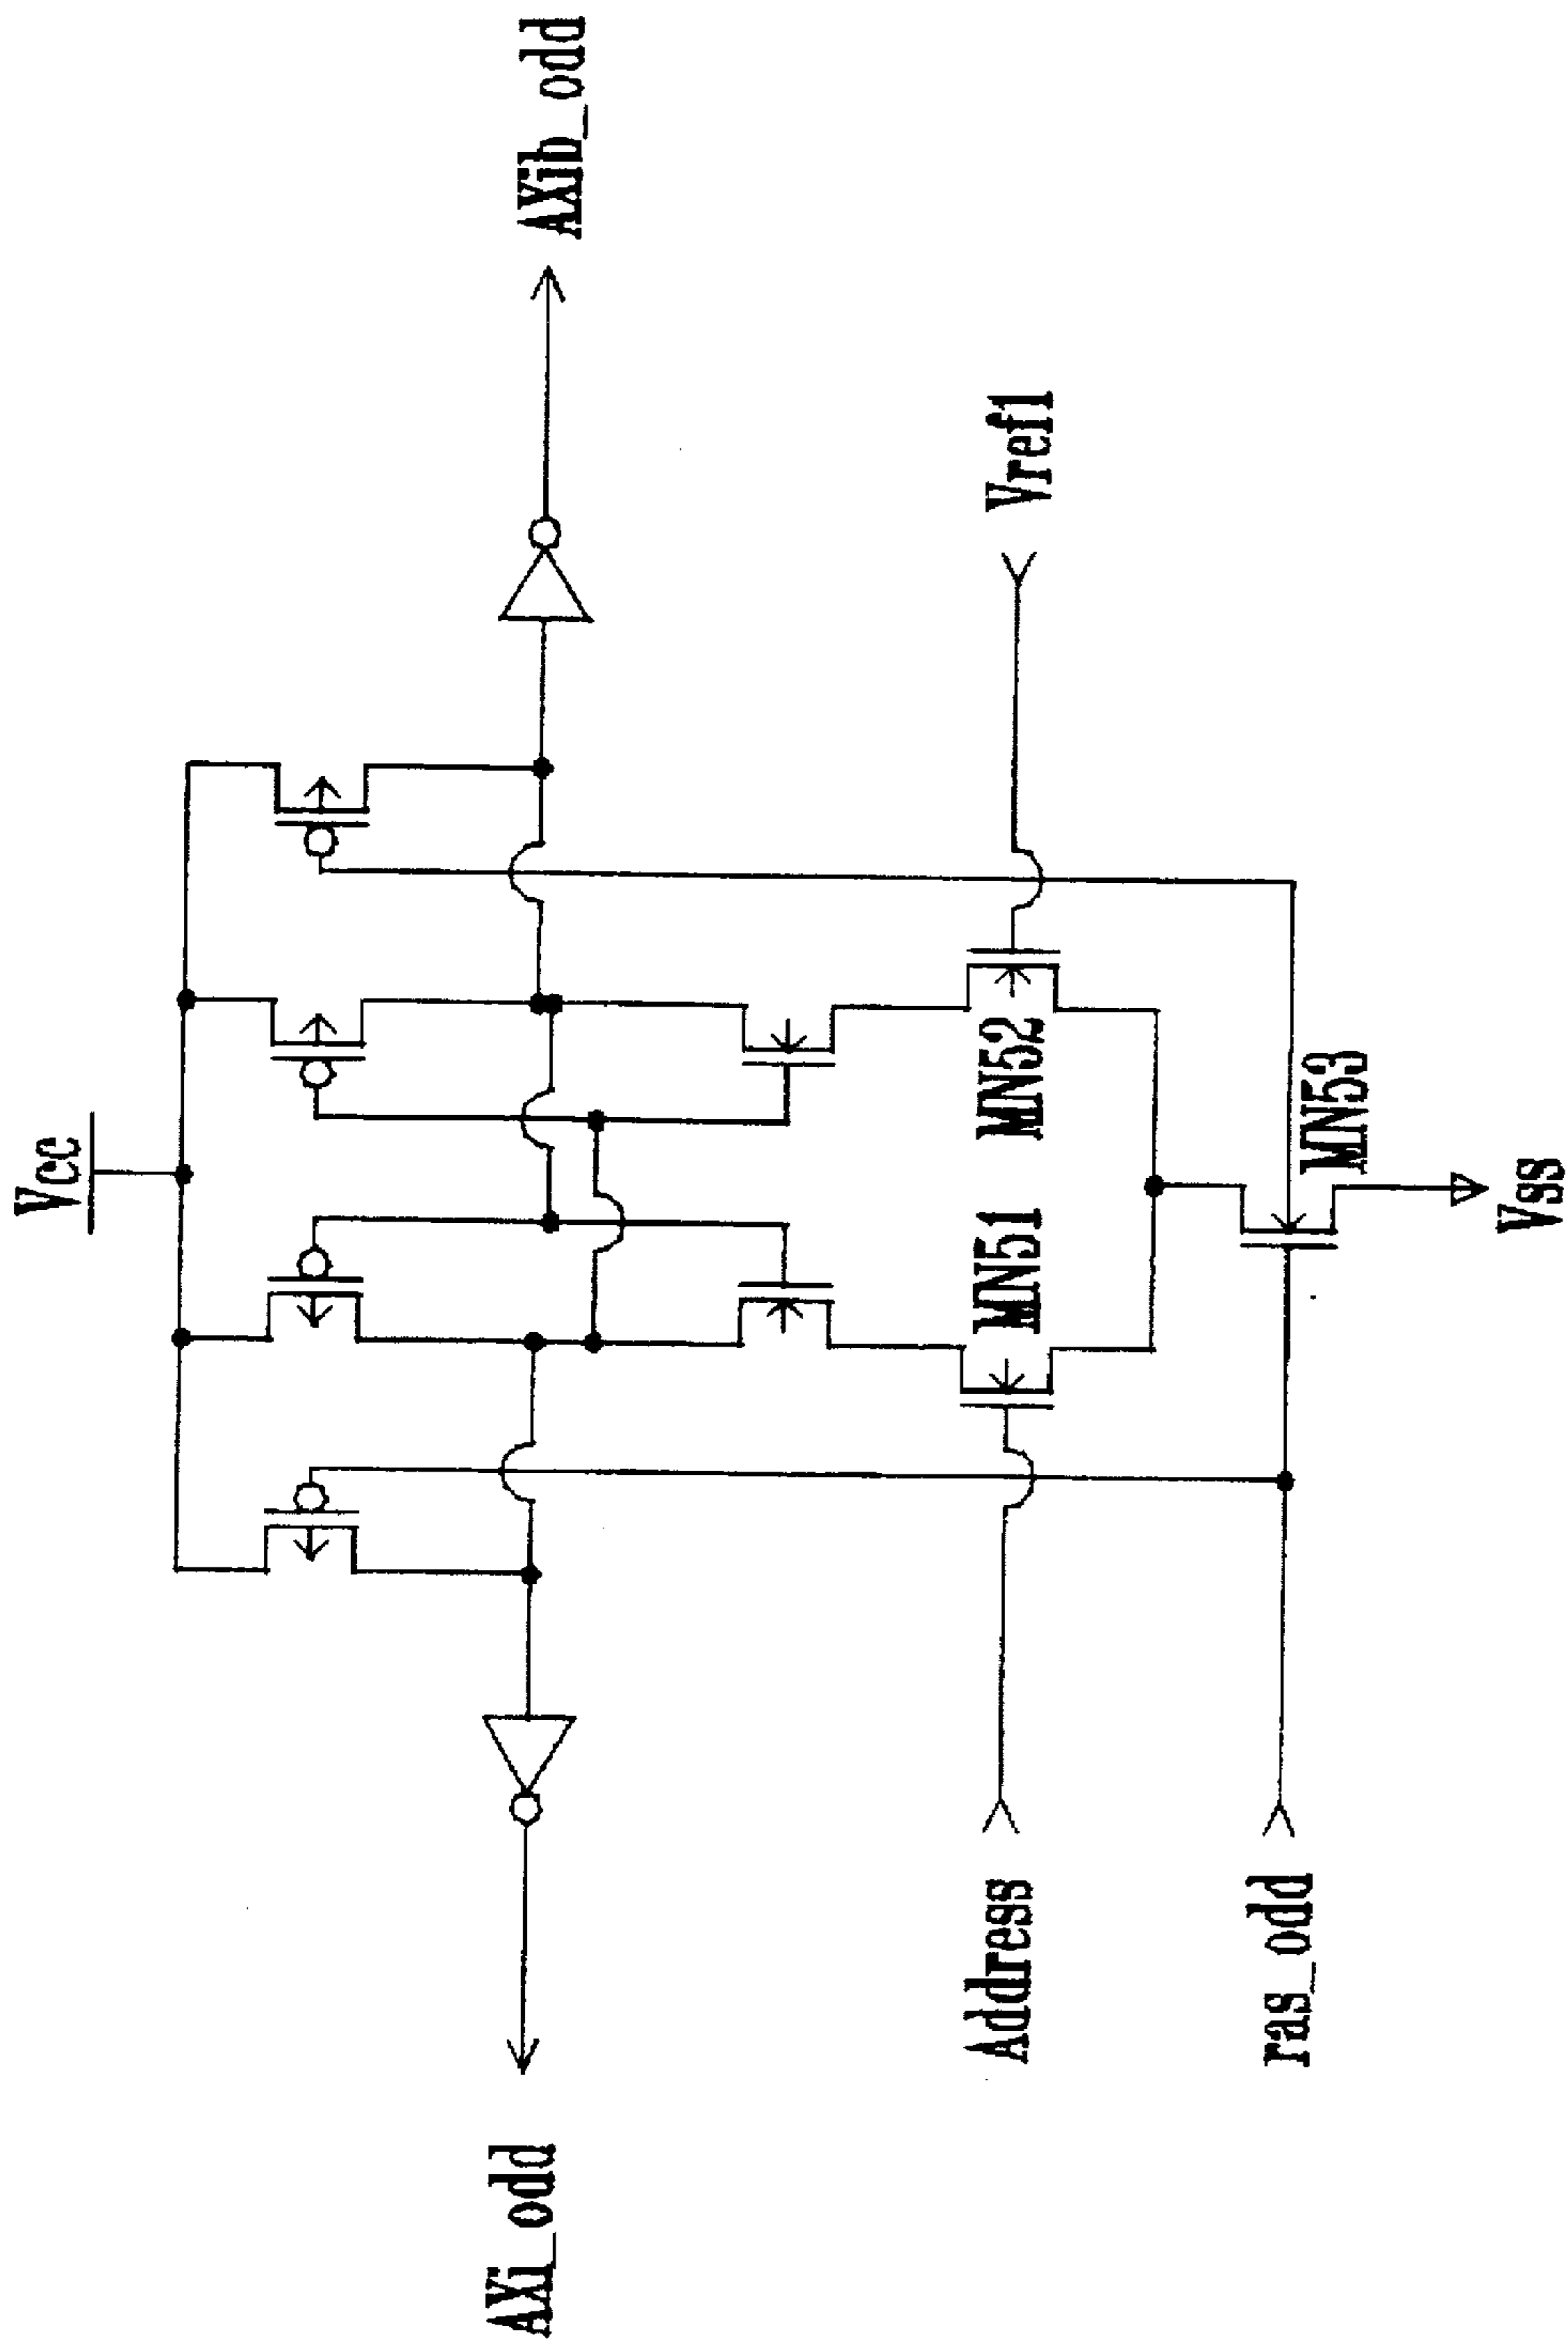 Vcc
AXi_odd
AXib_odd
Address
MN51
MN52
Vref1
ras_odd
MN53
Vss